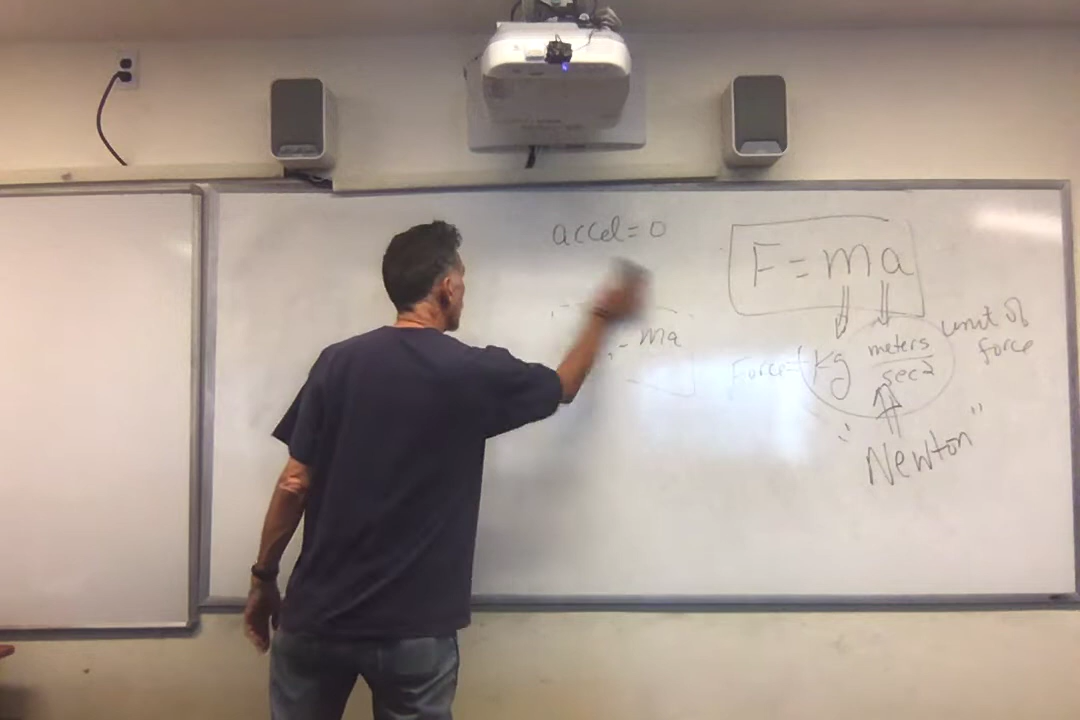 accel = 0
F = ma
- ma
unit of
force
Force =
kg meters
sec2
" Newton "